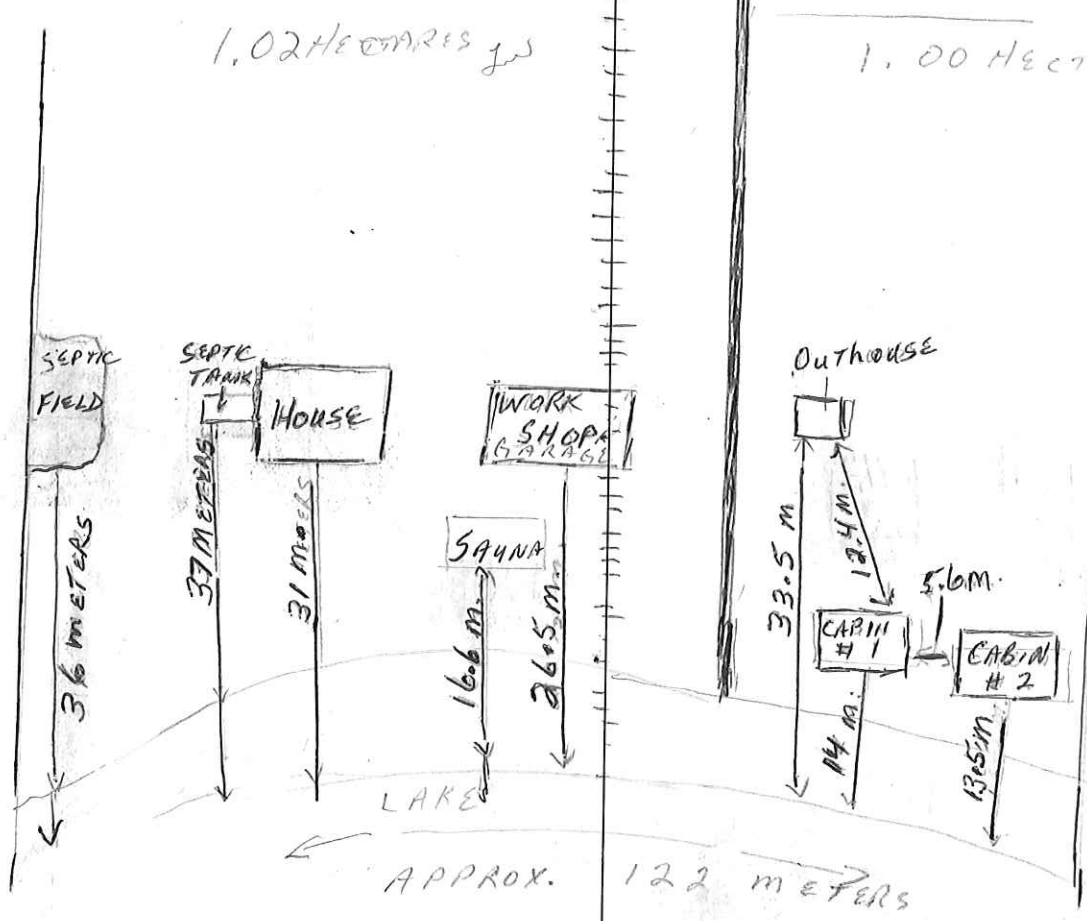 1.02 HECTARES
1.00 HECT
SEPTIC
FIELD
SEPTIC
TANK
HOUSE
WORK
SHOP
GARAGE
OUTHOUSE
SAUNA
CABIN
# 1
CABIN
# 2
36 METERS
37 METERS
31 METERS
16.6 m.
26.5 m.
33.5 m
12.4 m.
5.6 m.
14 m.
13.5 m
LAKE
APPROX. 122 METERS